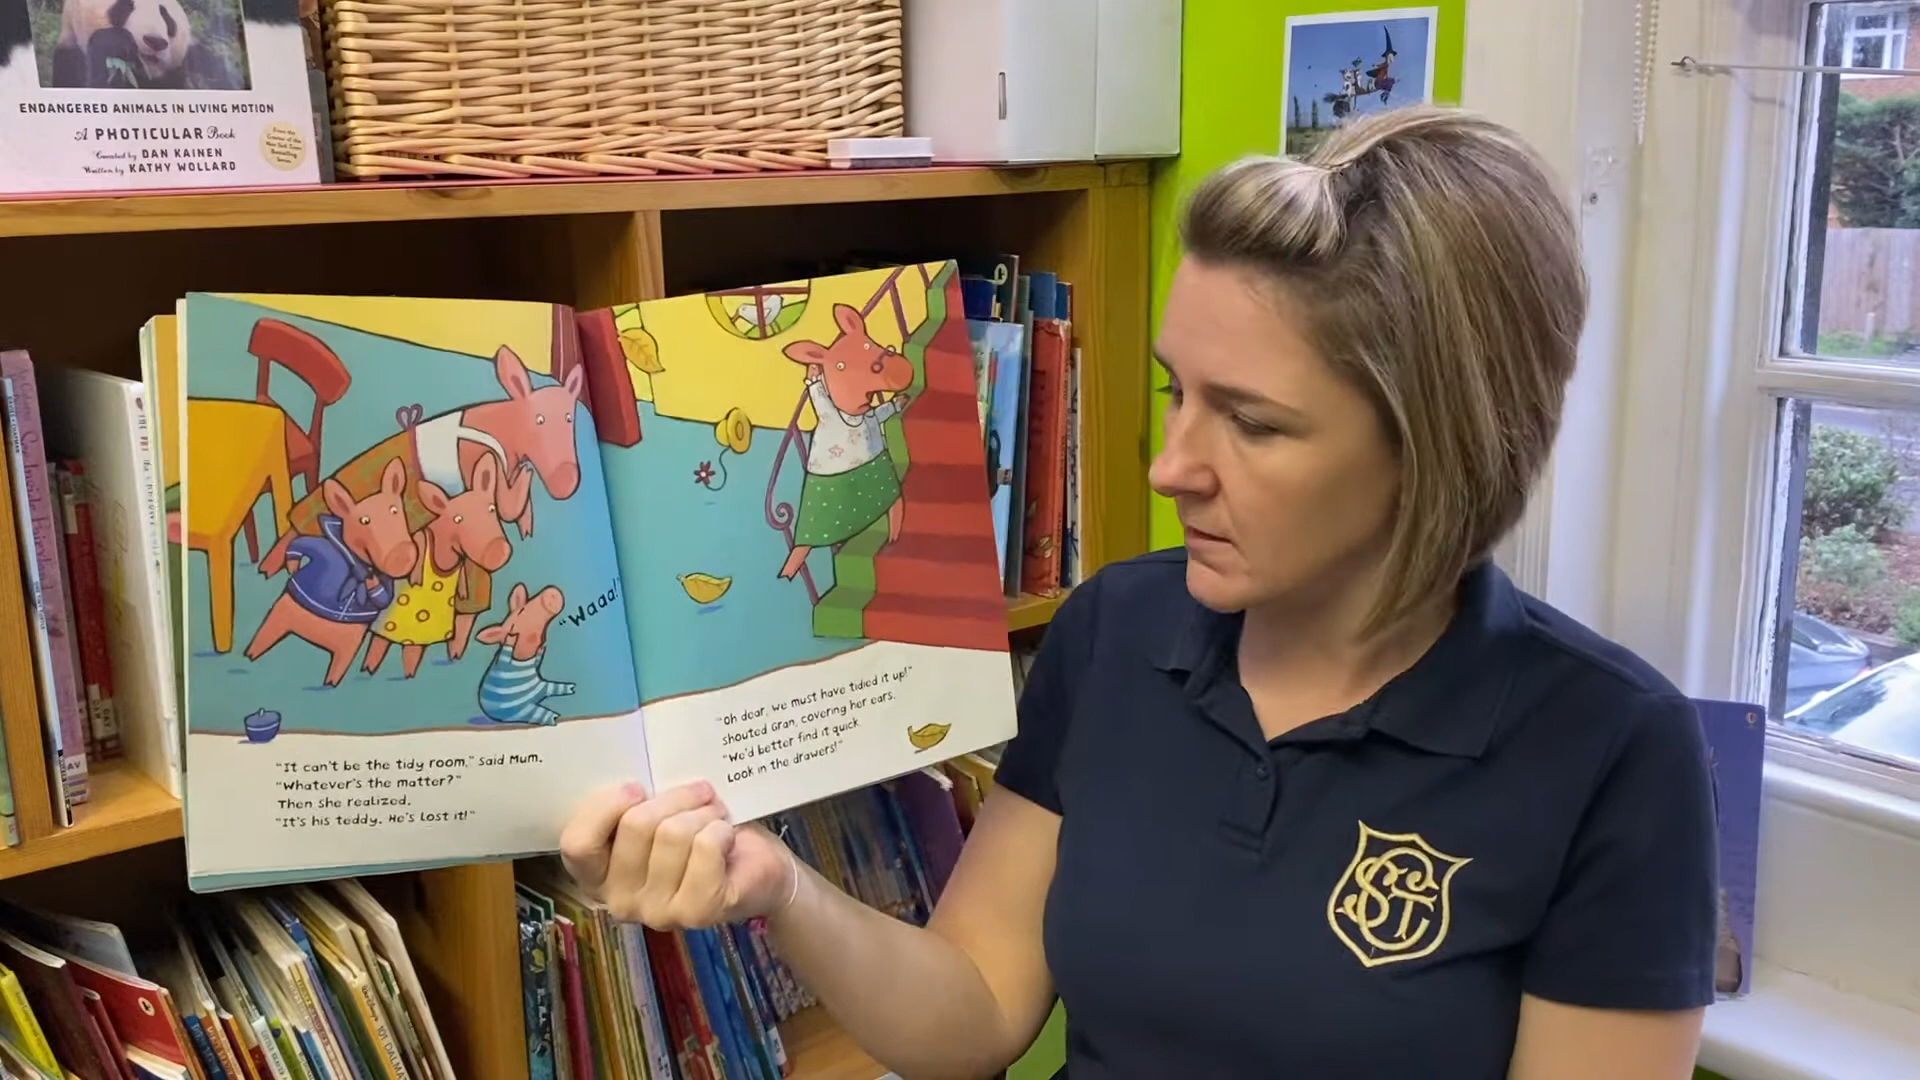 ENDANGERED ANIMALS IN LIVING MOTION
A PHOTICULAR Book
Created by DAN KAINEN
Written by KATHY WOLLARD
"Waaa!"
"It can't be the tidy room," said Mum.
"Whatever's the matter?"
Then she realized.
"It's his teddy. He's lost it!"
"Oh dear, we must have tidied it up!"
shouted Gran, covering her ears.
"We'd better find it quick.
Look in the drawers!"